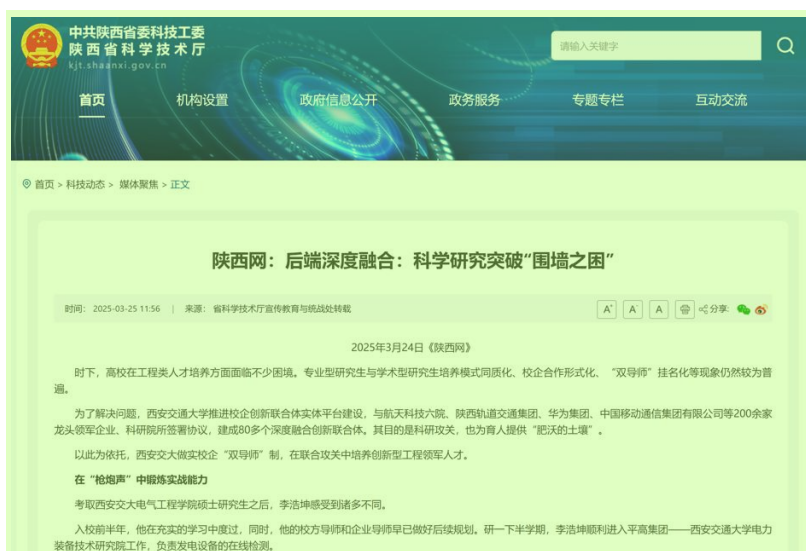 中共陕西省委科技工委
陕西省科学技术厅
kjt.shaanxi.gov.cn
请输入关键字
首页 机构设置 政府信息公开 政务服务 专题专栏 互动交流
首页 > 科技动态 > 媒体聚焦 > 正文
陕西网：后端深度融合：科学研究突破“围墙之困”
时间： 2025-03-25 11:56 | 来源： 省科学技术厅宣传教育与统战处转载 A+ A- A 分享:
2025年3月24日《陕西网》
时下，高校在工程类人才培养方面面临不少困境。专业型研究生与学术型研究生培养模式同质化、校企合作形式化、 “双导师” 挂名化等现象仍然较为普
遍。
为了解决问题，西安交通大学推进校企创新联合体实体平台建设，与航天科技六院、陕西轨道交通集团、华为集团、中国移动通信集团有限公司等200余家
龙头领军企业、科研院所签署协议，建成80多个深度融合创新联合体。其目的是科研攻关，也为育人提供 “肥沃的土壤” 。
以此为依托，西安交大做实校企 “双导师” 制，在联合攻关中培养创新型工程领军人才。
在 “枪炮声” 中锻炼实战能力
考取西安交大电气工程学院硕士研究生之后，李浩坤感受到诸多不同。
入校前半年，他在充实的学习中度过，同时，他的校方导师和企业导师早已做好后续规划。研一下半学期，李浩坤顺利进入平高集团——西安交通大学电力
装备技术研究院工作，负责发电设备的在线检测。